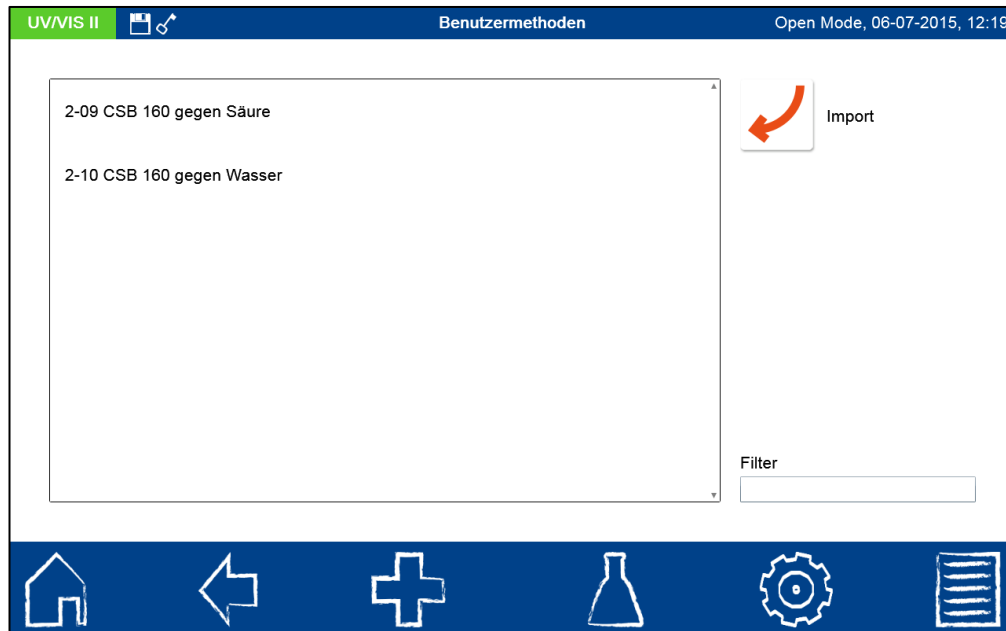 UV/VIS II
Benutzermethoden
Open Mode, 06-07-2015, 12:19
2-09 CSB 160 gegen Säure
2-10 CSB 160 gegen Wasser
Import
Filter